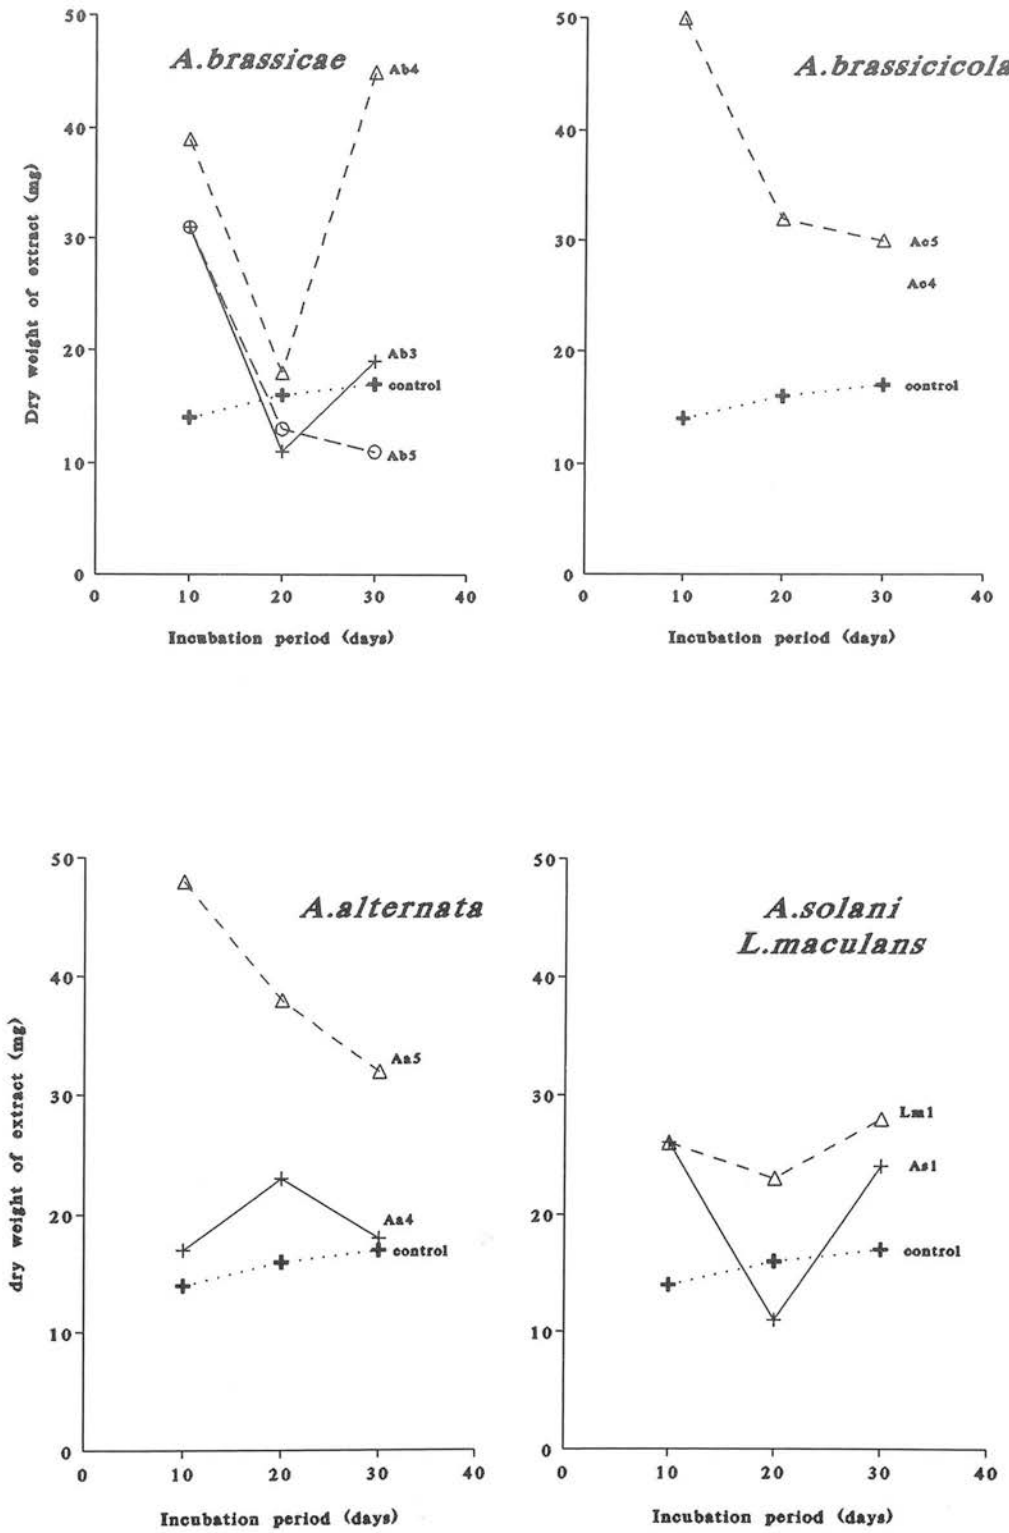 A.brassicae
Dry weight of extract (mg)
50
40
30
20
10
0
Ab4
Ab3
control
Ab5
0 10 20 30 40
Incubation period (days)
A.brassicicola
50
40
30
20
10
0
Ac5
Ac4
control
0 10 20 30 40
Incubation period (days)
A.alternata
dry weight of extract (mg)
50
40
30
20
10
0
Aa5
Aa4
control
0 10 20 30 40
Incubation period (days)
A.solani
L.maculans
50
40
30
20
10
0
Lm1
As1
control
0 10 20 30 40
Incubation period (days)